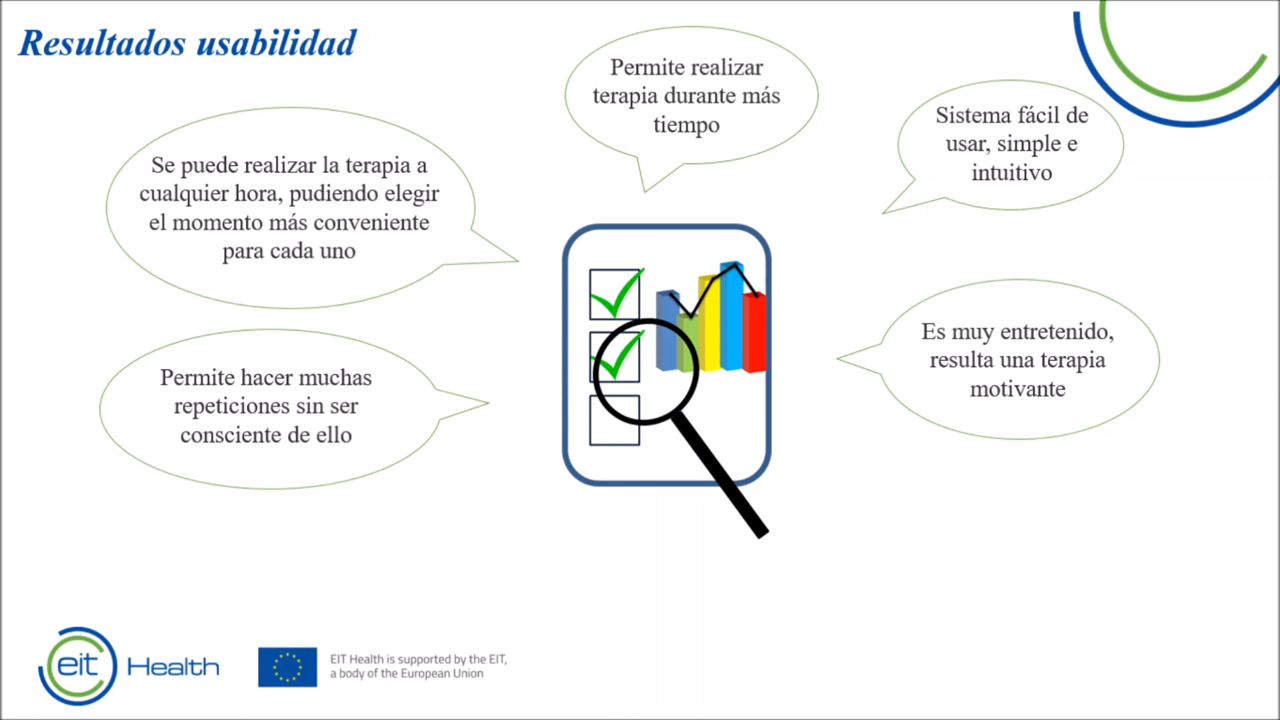 Resultados usabilidad
Permite realizar
terapia durante más
tiempo
Sistema fácil de
usar, simple e
intuitivo
Se puede realizar la terapia a
cualquier hora, pudiendo elegir
el momento más conveniente
para cada uno
Es muy entretenido,
resulta una terapia
motivante
Permite hacer muchas
repeticiones sin ser
consciente de ello
eit Health
EIT Health is supported by the EIT,
a body of the European Union